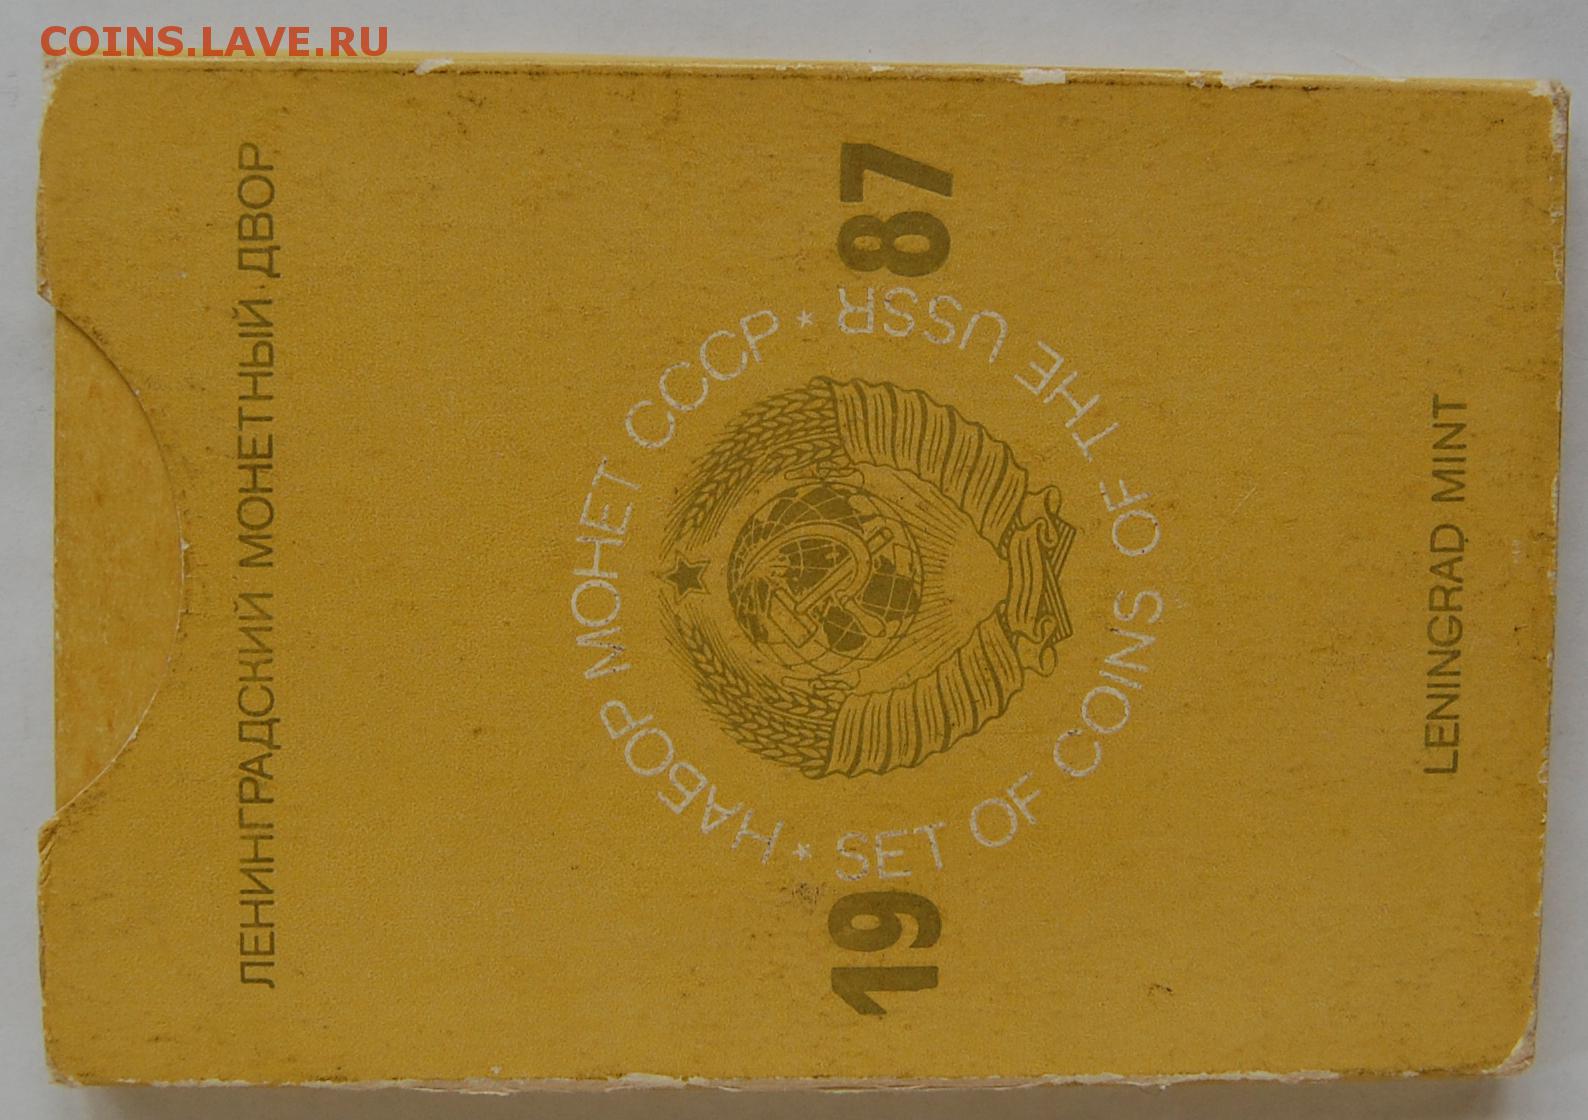 COINS.LAVE.RU
ЛЕНИНГРАДСКИЙ МОНЕТНЫЙ ДВОР
НАБОР МОНЕТ СССР
1987
SET OF COINS OF THE USSR
LENINGRAD MINT